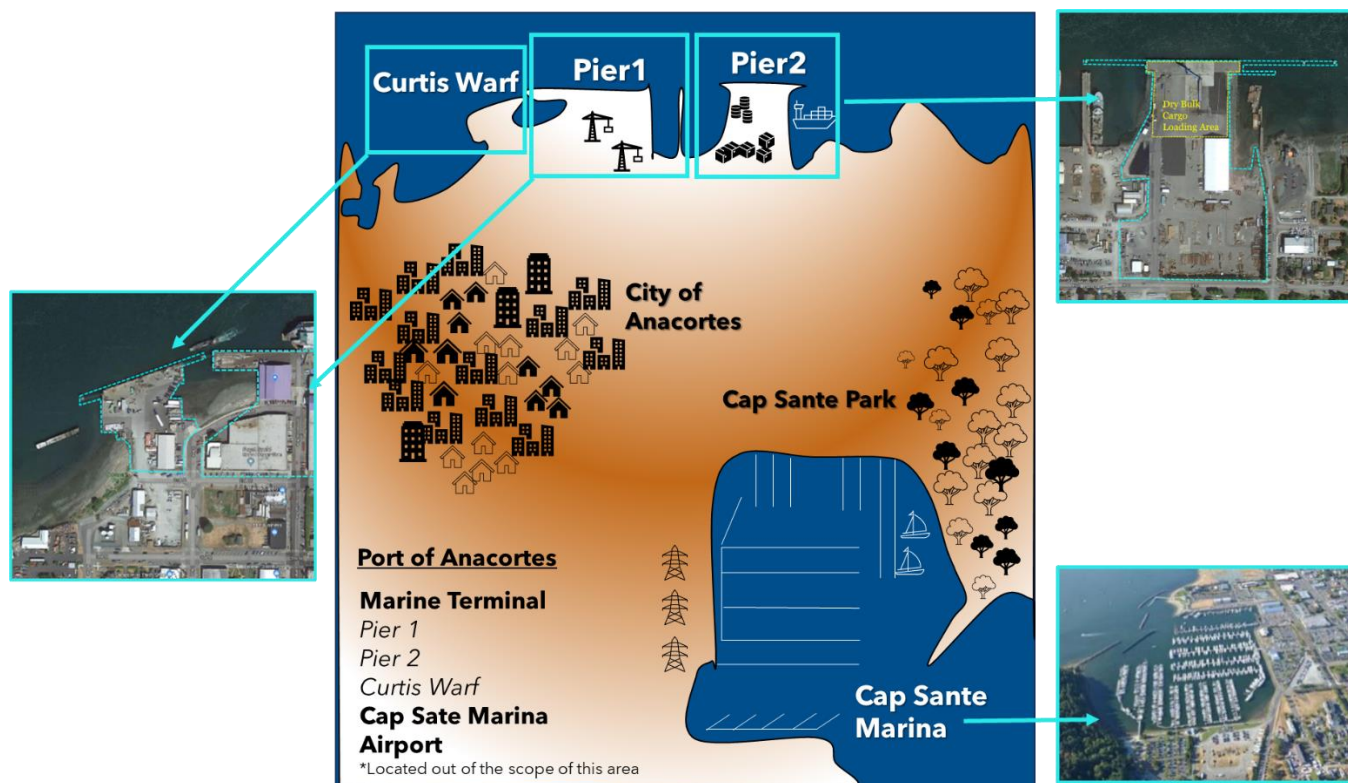 Curtis Warf
Pier1
Pier2
Dry Bulk
Cargo
Loading Area
City of
Anacortes
Cap Sante Park
Port of Anacortes
Marine Terminal
Pier 1
Pier 2
Curtis Warf
Cap Sate Marina
Airport
*Located out of the scope of this area
Cap Sante
Marina